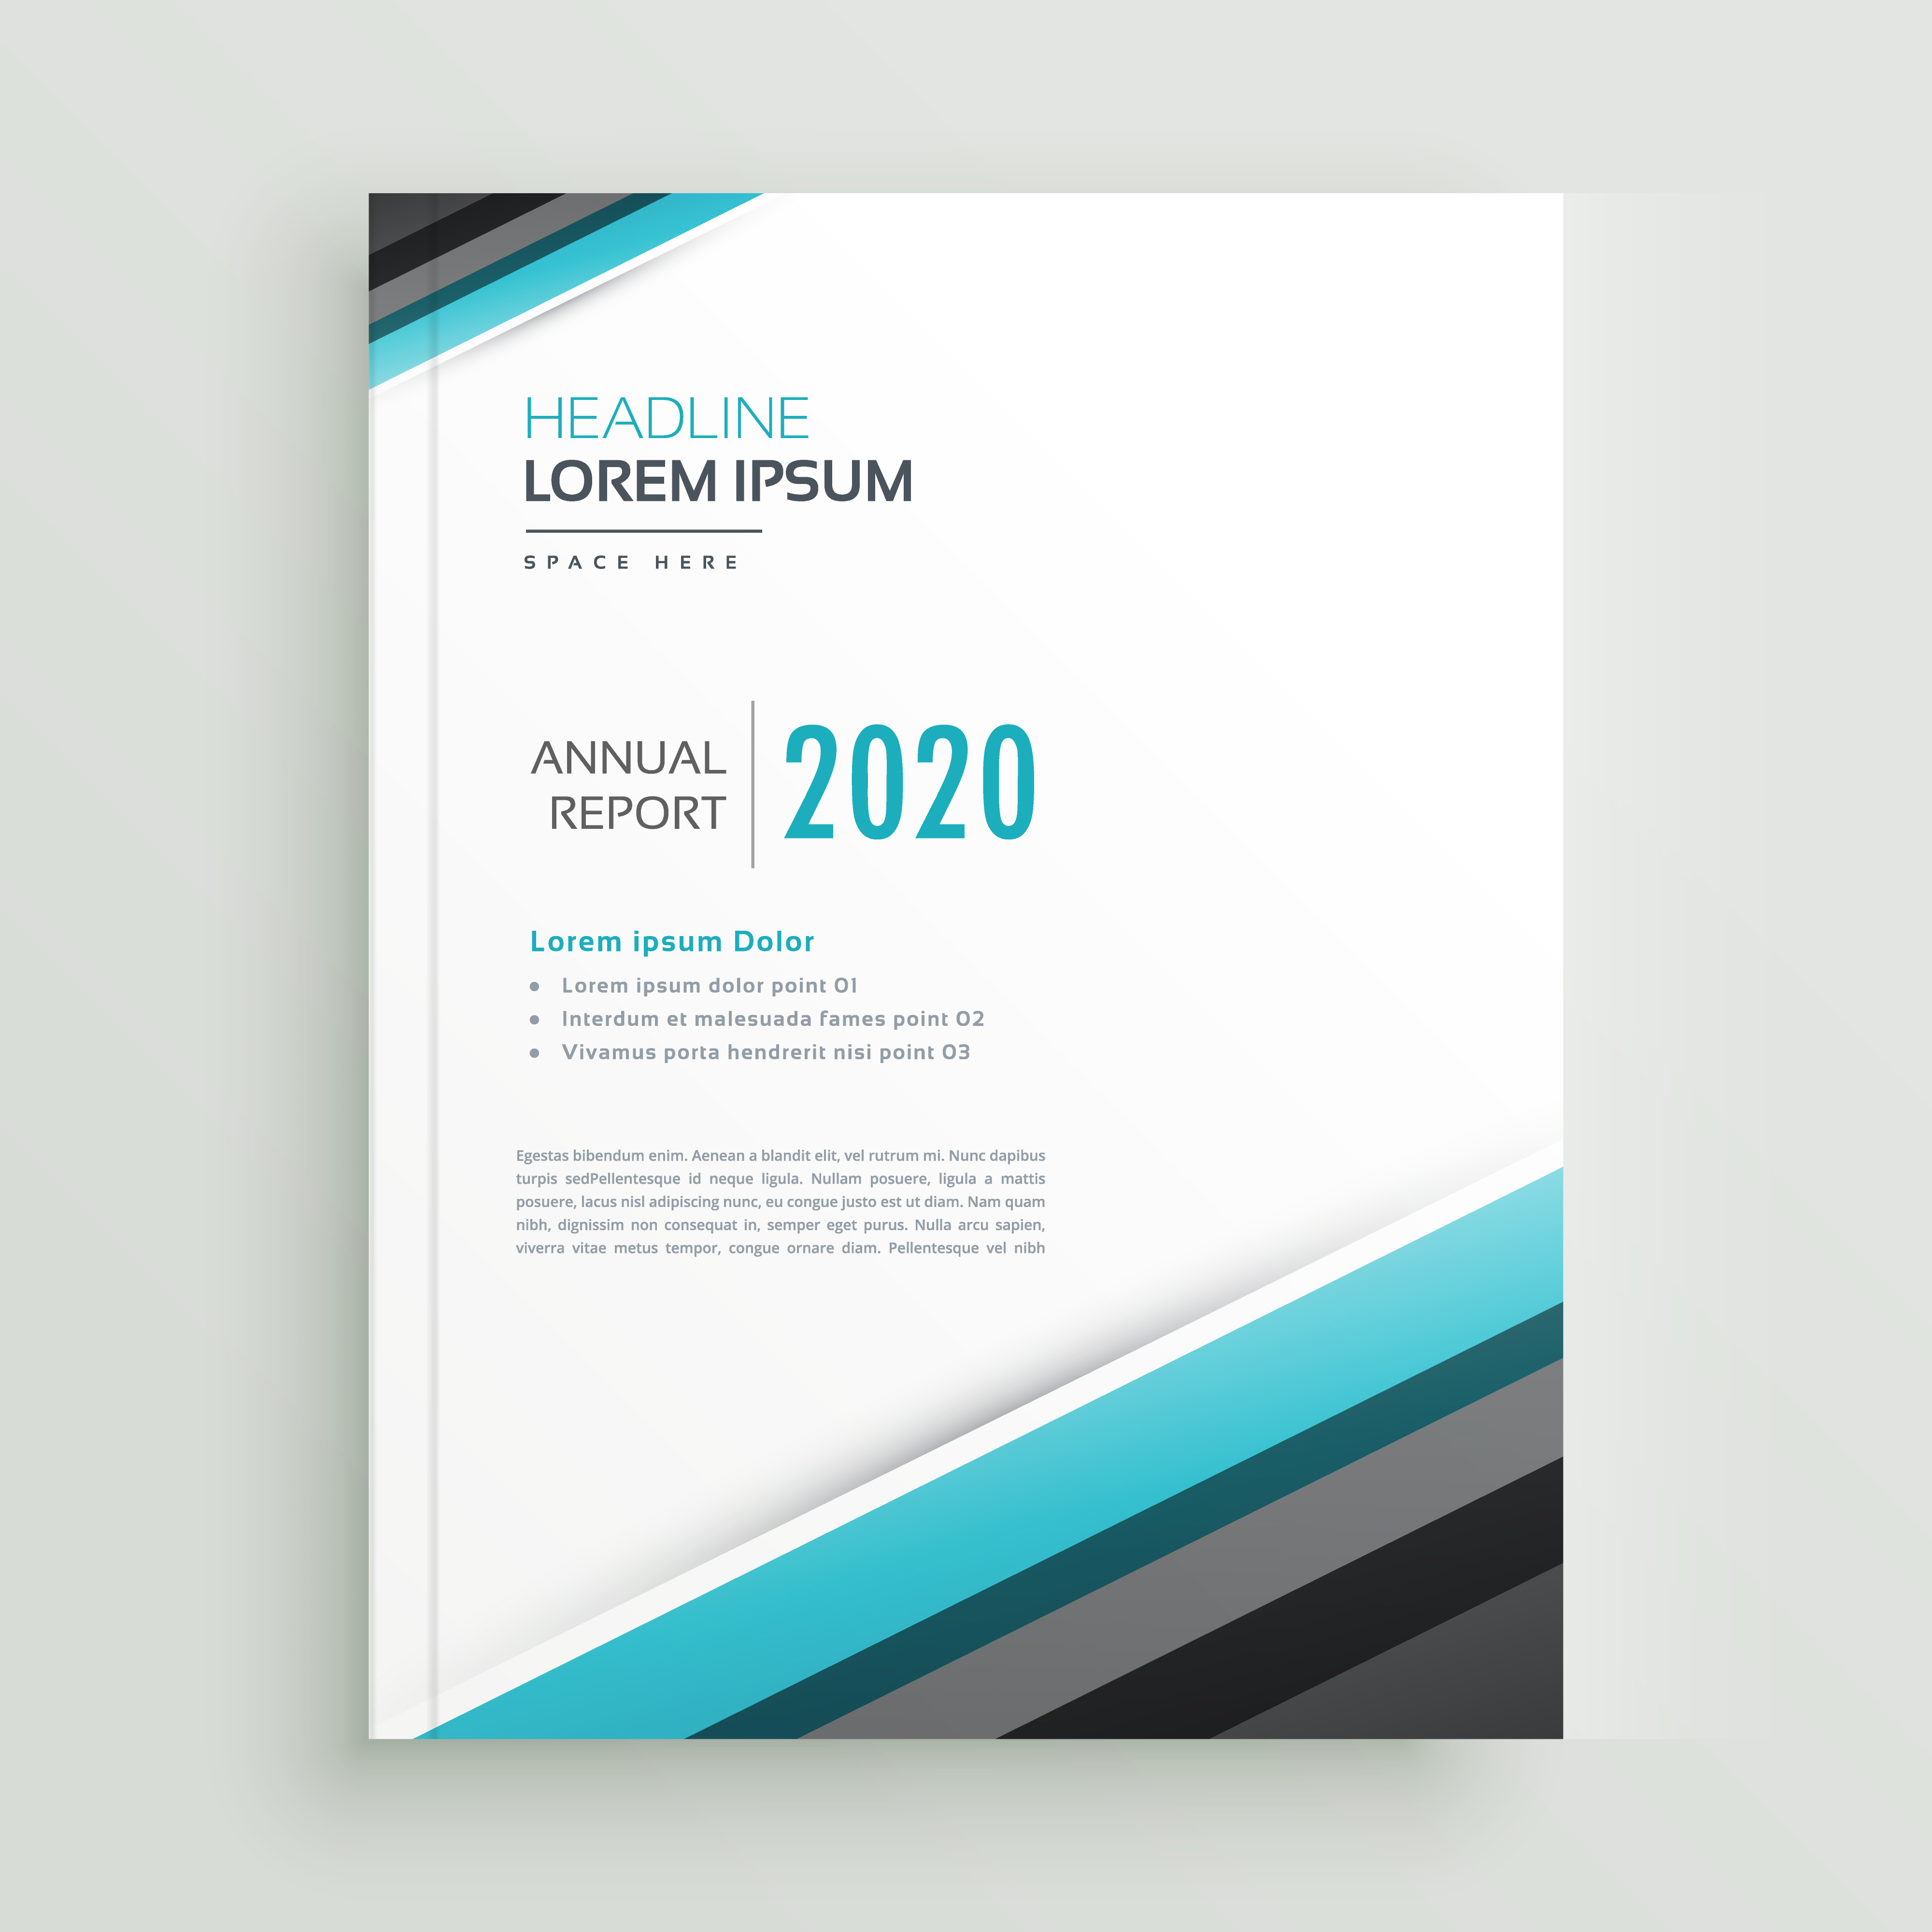 HEADLINE
LOREM IPSUM
SPACE HERE
ANNUAL
REPORT
2020
Lorem ipsum Dolor
• Lorem ipsum dolor point 01
• Interdum et malesuada fames point 02
• Vivamus porta hendrerit nisi point 03
Egestas bibendum enim. Aenean a blandit elit, vel rutrum mi. Nunc dapibus
turpis sedPellentesque id neque ligula. Nullam posuere, ligula a mattis
posuere, lacus nisl adipiscing nunc, eu congue justo est ut diam. Nam quam
nibh, dignissim non consequat in, semper eget purus. Nulla arcu sapien,
viverra vitae metus tempor, congue ornare diam. Pellentesque vel nibh